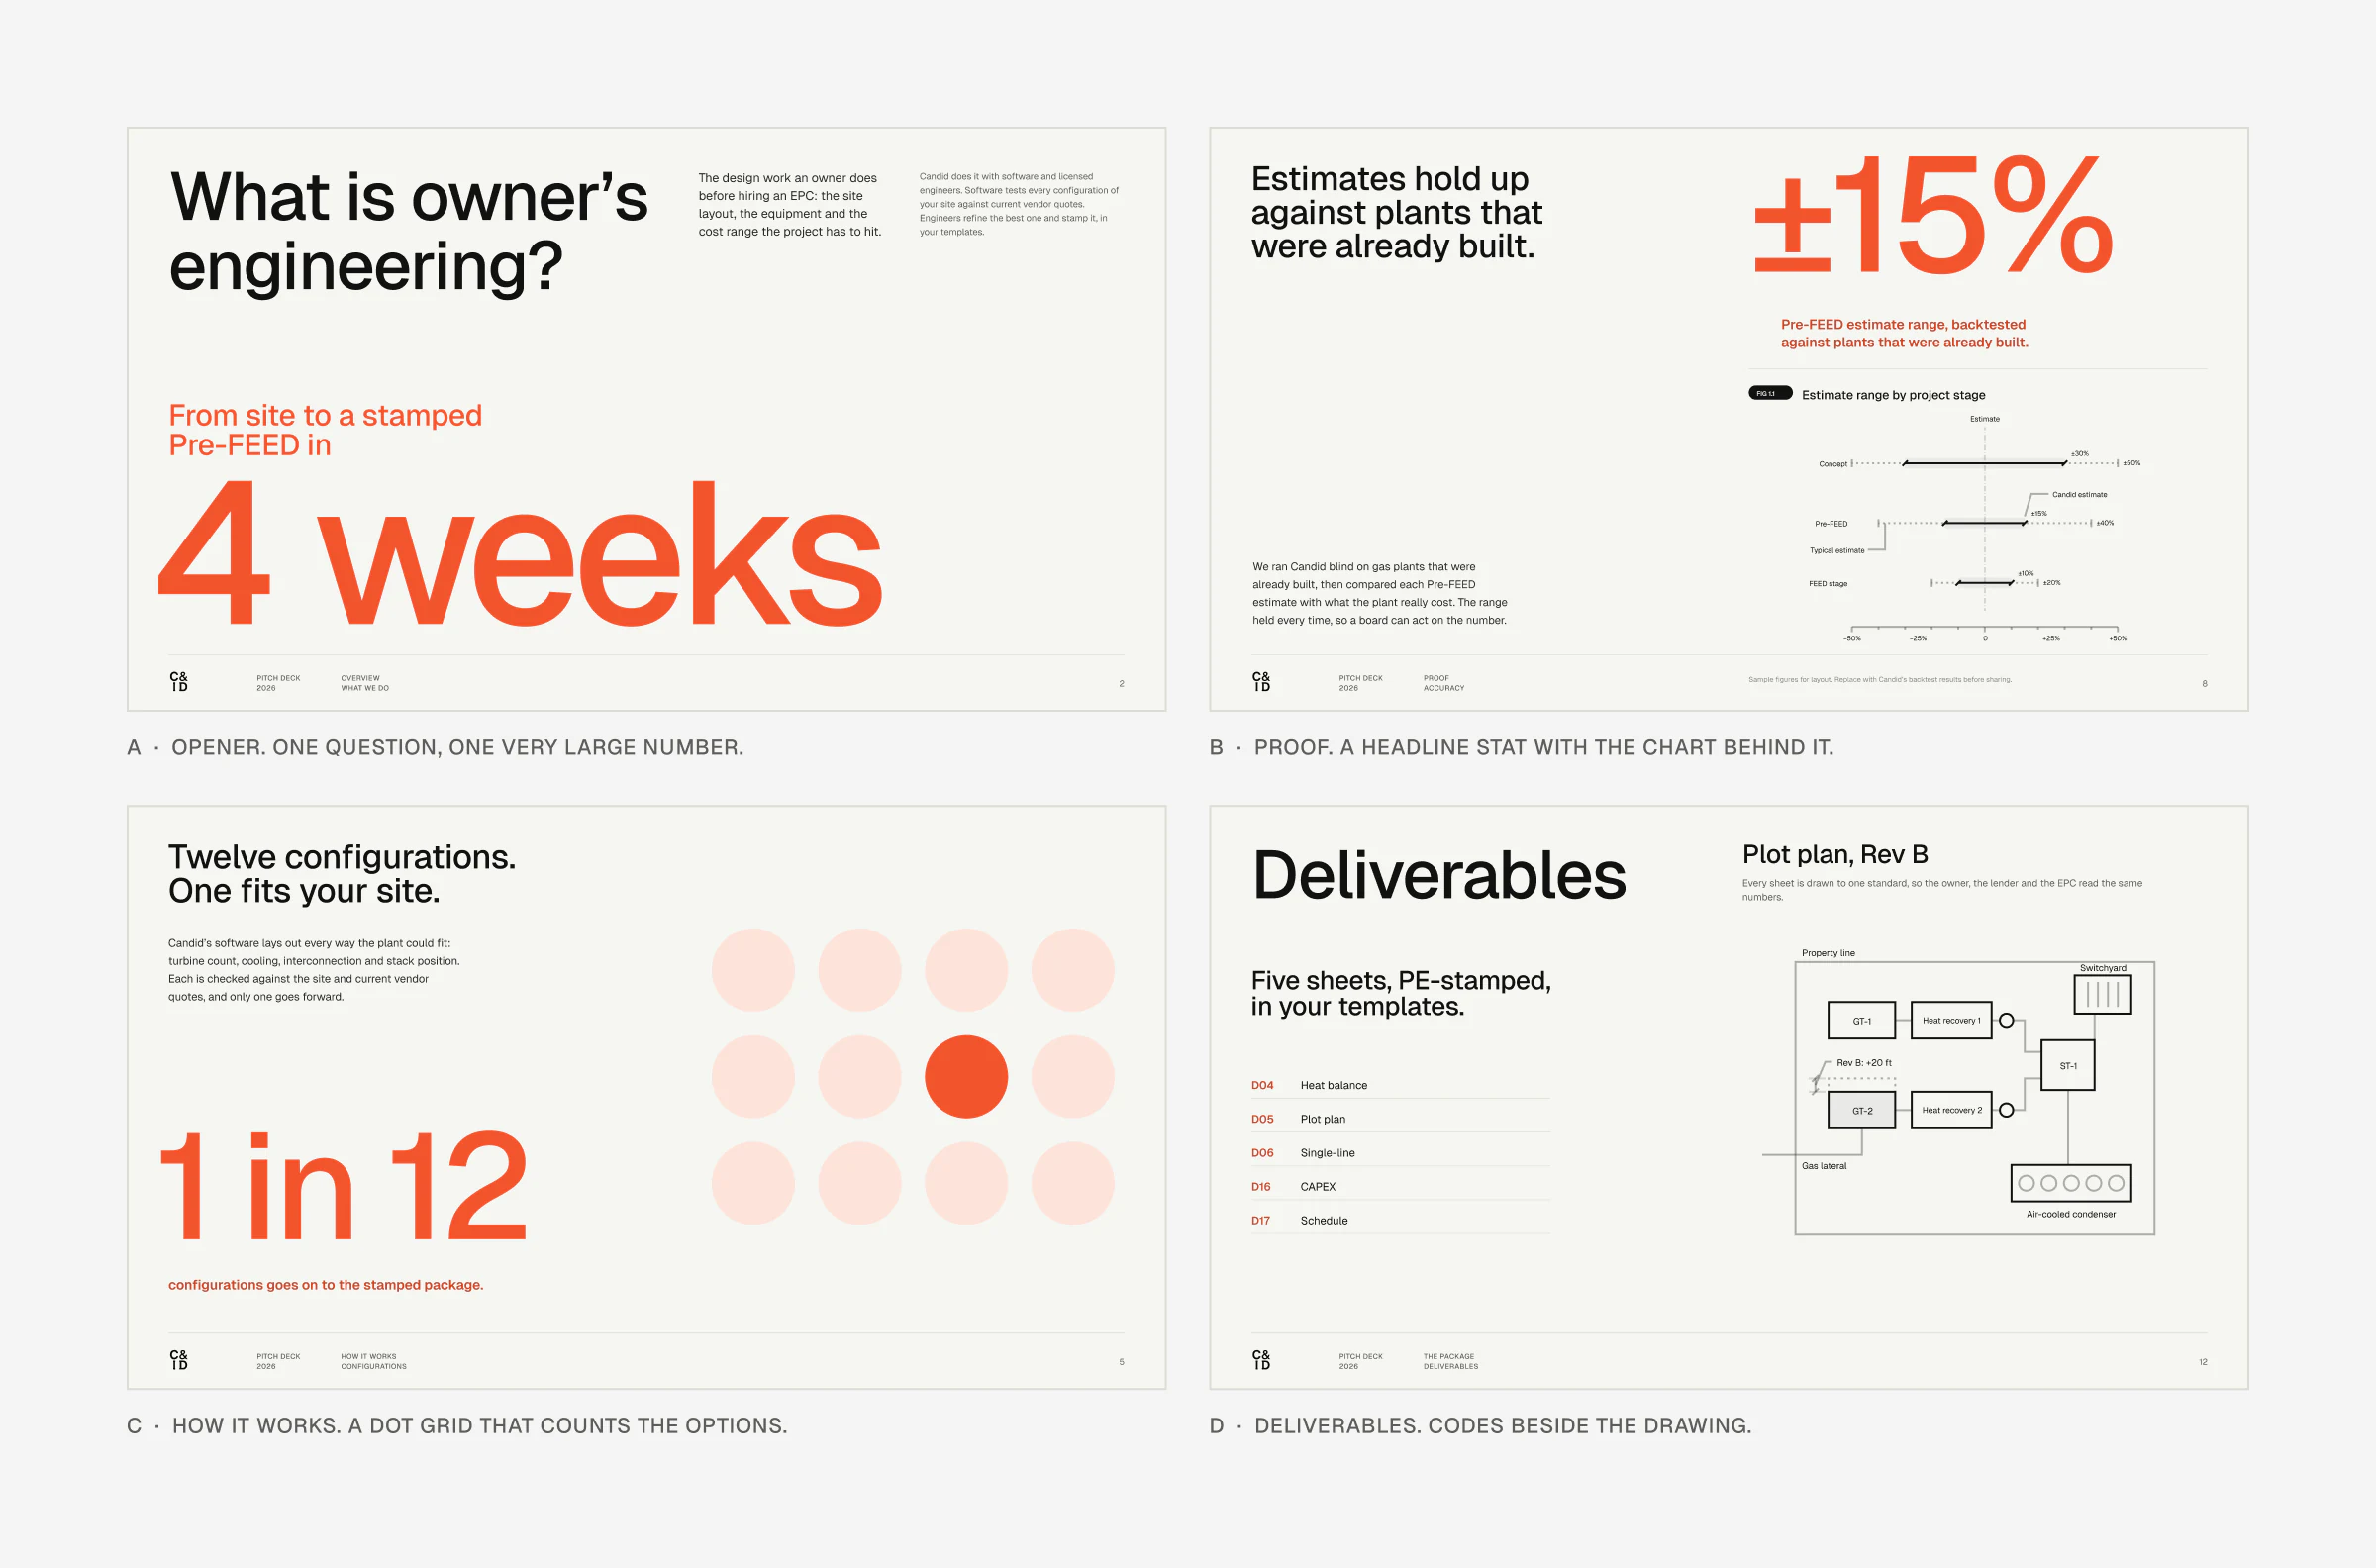 What is owner’s
engineering?
The design work an owner does
before hiring an EPC: the site
layout, the equipment and the
cost range the project has to hit.
Candid does it with software and licensed
engineers. Software tests every configuration of
your site against current vendor quotes.
Engineers refine the best one and stamp it, in
your templates.
From site to a stamped
Pre-FEED in
4 weeks
C&
ID
PITCH DECK
2026
OVERVIEW
WHAT WE DO
2
A · OPENER. ONE QUESTION, ONE VERY LARGE NUMBER.
Estimates hold up
against plants that
were already built.
±15%
Pre-FEED estimate range, backtested
against plants that were already built.
FIG 1.1
Estimate range by project stage
Estimate
Concept
±30%
±50%
Candid estimate
Pre-FEED
±15%
±40%
Typical estimate
FEED stage
±10%
±20%
-50%
-25%
0
+25%
+50%
We ran Candid blind on gas plants that were
already built, then compared each Pre-FEED
estimate with what the plant really cost. The range
held every time, so a board can act on the number.
C&
ID
PITCH DECK
2026
PROOF
ACCURACY
Sample figures for layout. Replace with Candid's backtest results before sharing.
8
B · PROOF. A HEADLINE STAT WITH THE CHART BEHIND IT.
Twelve configurations.
One fits your site.
Candid’s software lays out every way the plant could fit:
turbine count, cooling, interconnection and stack position.
Each is checked against the site and current vendor
quotes, and only one goes forward.
1 in 12
configurations goes on to the stamped package.
C&
ID
PITCH DECK
2026
HOW IT WORKS
CONFIGURATIONS
5
C · HOW IT WORKS. A DOT GRID THAT COUNTS THE OPTIONS.
Deliverables
Five sheets, PE-stamped,
in your templates.
D04 Heat balance
D05 Plot plan
D06 Single-line
D16 CAPEX
D17 Schedule
Plot plan, Rev B
Every sheet is drawn to one standard, so the owner, the lender and the EPC read the same
numbers.
Property line
Switchyard
GT-1
Heat recovery 1
ST-1
Rev B: +20 ft
GT-2
Heat recovery 2
Gas lateral
Air-cooled condenser
C&
ID
PITCH DECK
2026
THE PACKAGE
DELIVERABLES
12
D · DELIVERABLES. CODES BESIDE THE DRAWING.